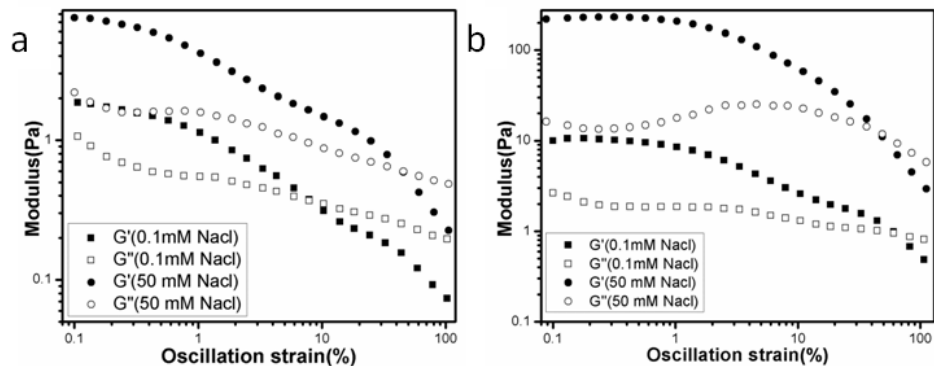 a
Modulus(Pa)
1
0.1
G'(0.1mM Nacl)
G"(0.1mM Nacl)
G'(50 mM Nacl)
G"(50 mM Nacl)
0.1 1 10 100
Oscillation strain(%)
b
Modulus(Pa)
100
10
1
0.1
G'(0.1mM Nacl)
G"(0.1mM Nacl)
G'(50 mM Nacl)
G"(50 mM Nacl)
0.1 1 10 100
Oscillation strain(%)